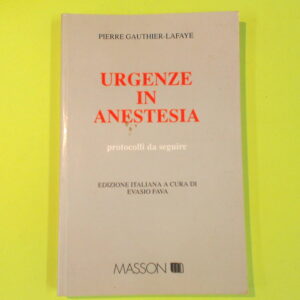 PIERRE GAUTHIER-LAFAYE
URGENZE
IN
ANESTESIA
protocolli da seguire
EDIZIONE ITALIANA A CURA DI
EVASIO FAVA
MASSON